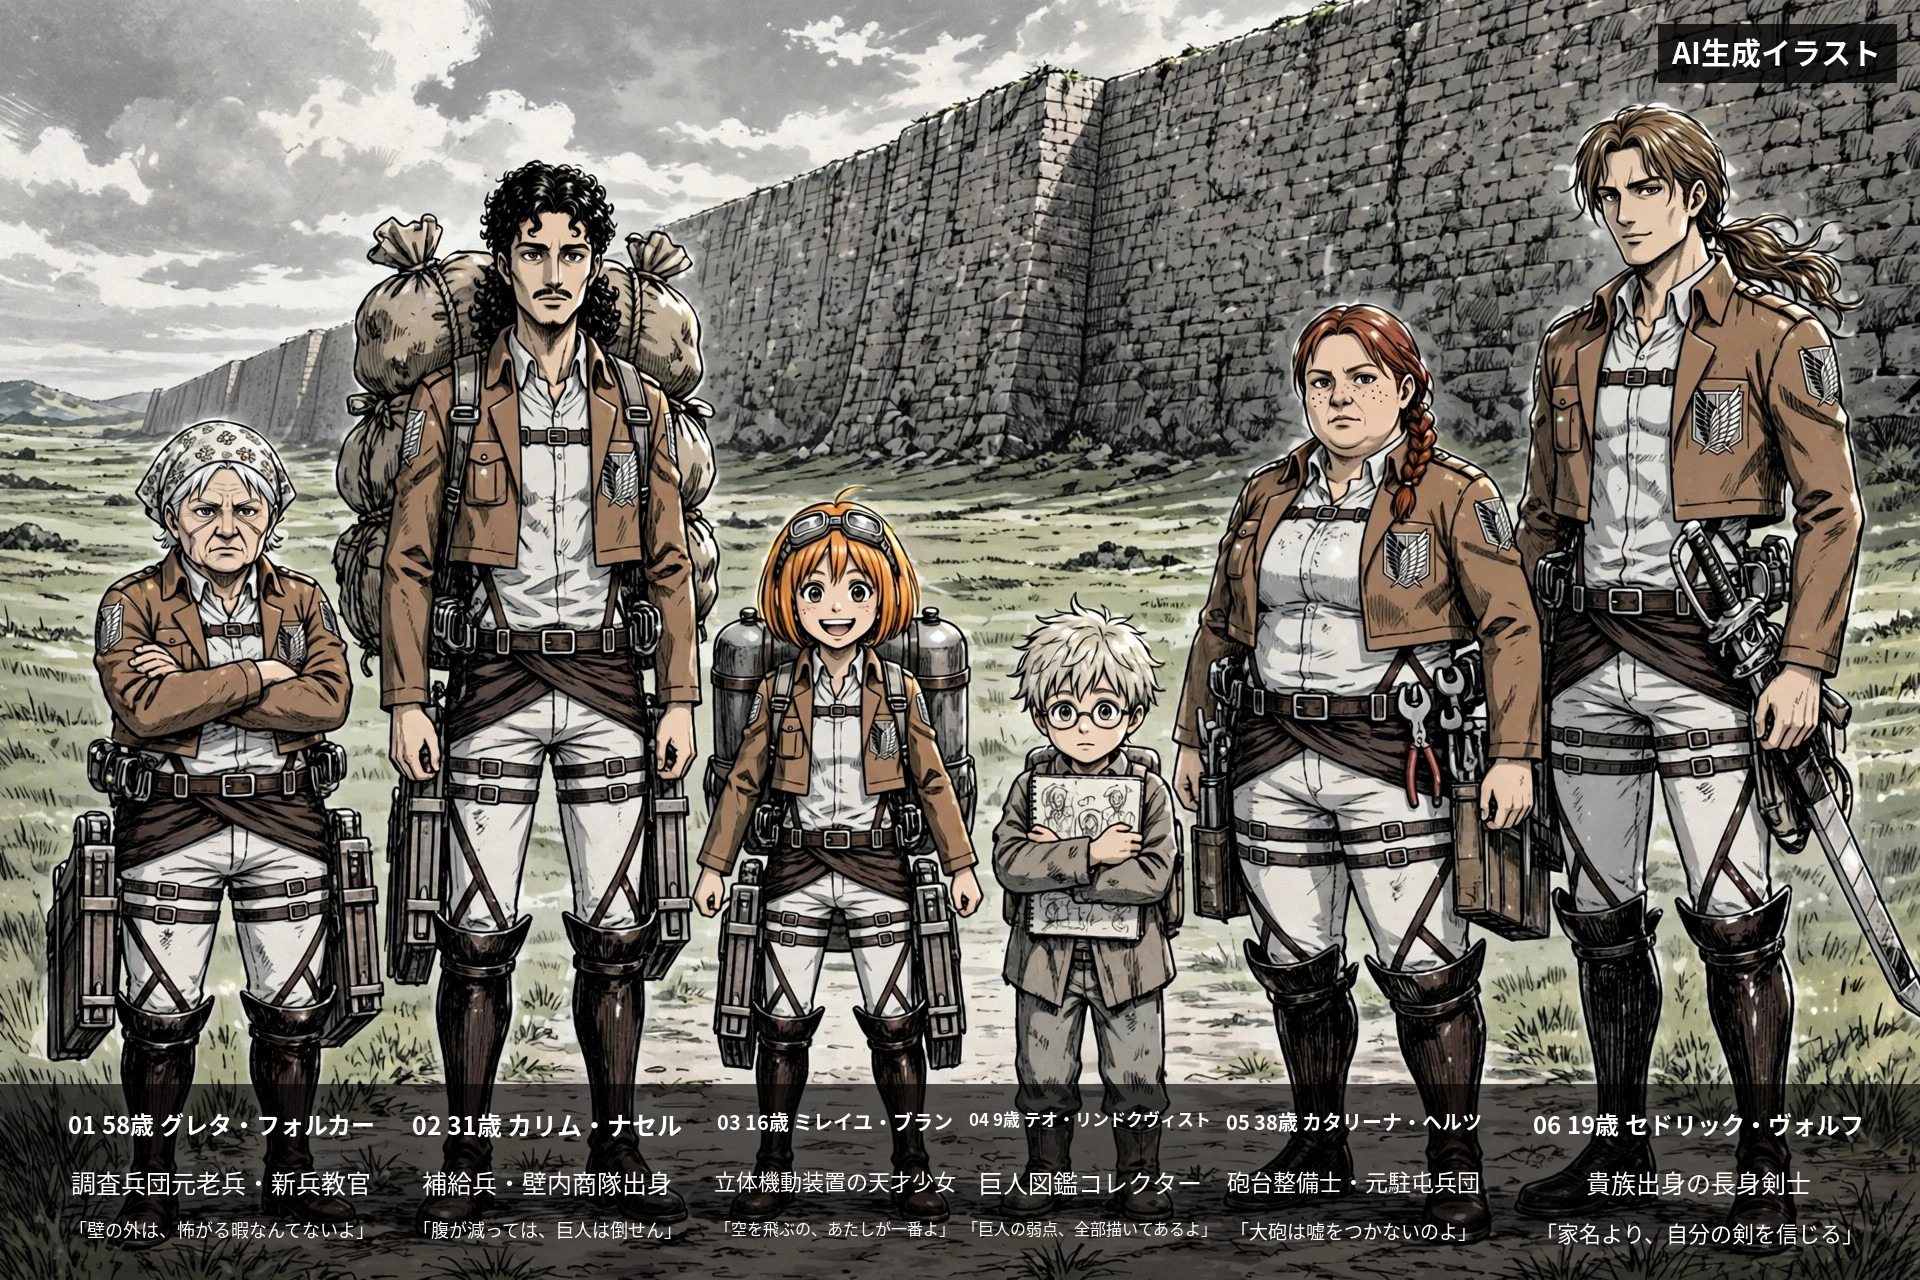 AI生成イラスト
01 58歳 グレタ・フォルカー
調査兵団元老兵・新兵教官
「壁の外は、怖がる暇なんてないよ」
02 31歳 カリム・ナセル
補給兵・壁内商隊出身
「腹が減っては、巨人は倒せん」
03 16歳 ミレイユ・ブラン
立体機動装置の天才少女
「空を飛ぶの、あたしが一番よ」
04 9歳 テオ・リンドクヴィスト
巨人図鑑コレクター
「巨人の弱点、全部描いてあるよ」
05 38歳 カタリーナ・ヘルツ
砲台整備士・元駐屯兵団
「大砲は嘘をつかないのよ」
06 19歳 セドリック・ヴォルフ
貴族出身の長身剣士
「家名より、自分の剣を信じる」